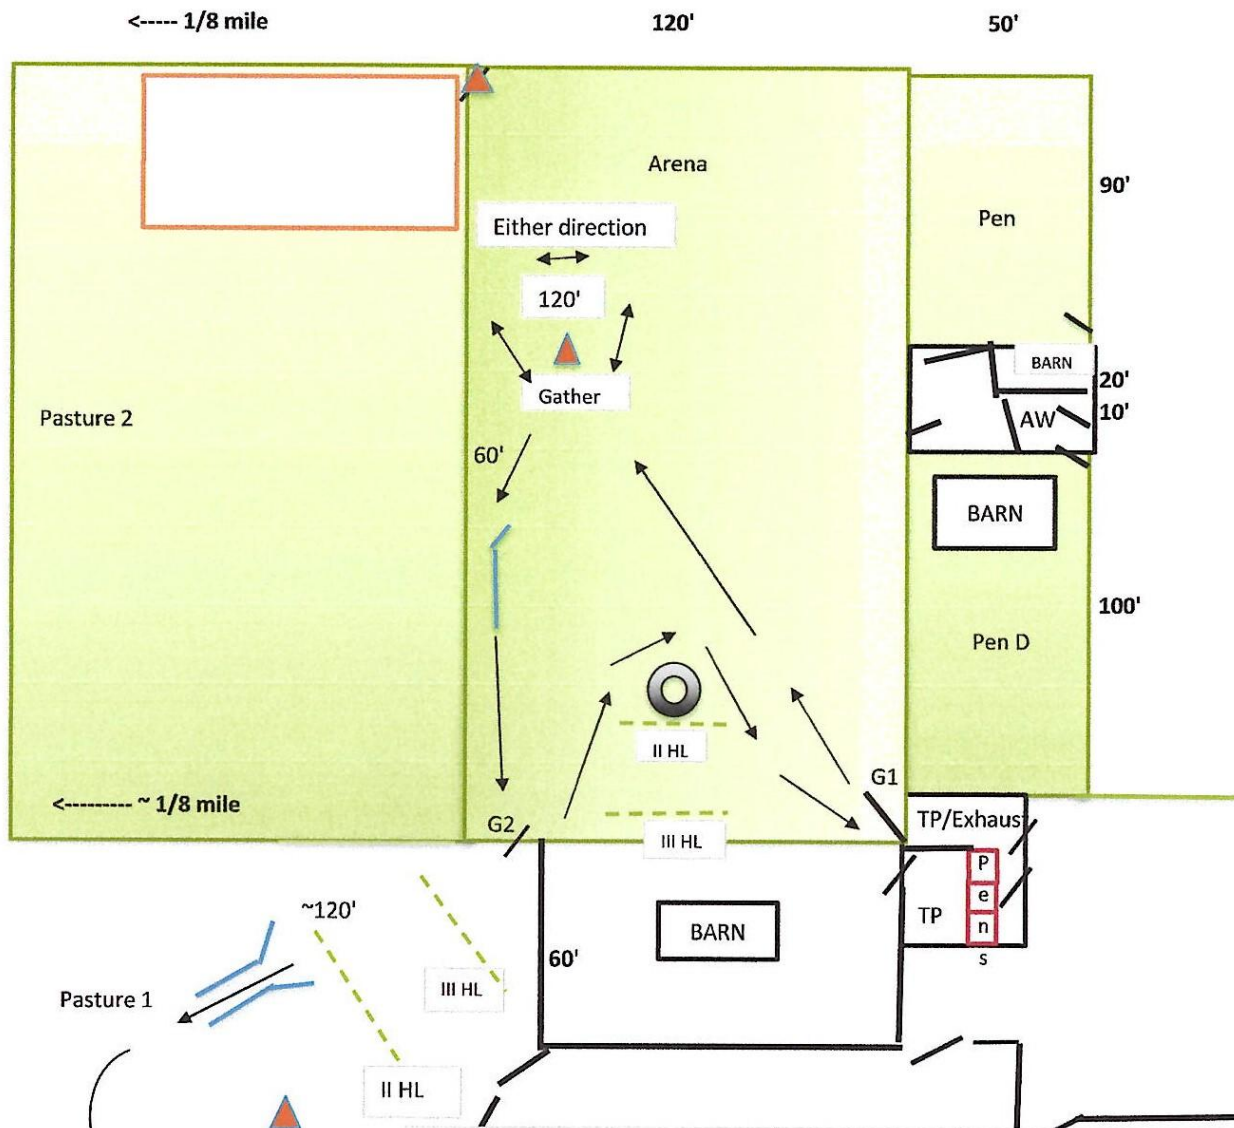 <----- 1/8 mile
120'
50'
Arena
90'
Pen
Either direction
120'
BARN
20'
Gather
10'
AW
Pasture 2
60'
BARN
100'
Pen D
II HL
G1
<--------- ~ 1/8 mile
TP/Exhaus
G2
III HL
P
e
n
s
~120'
TP
BARN
60'
III HL
Pasture 1
II HL